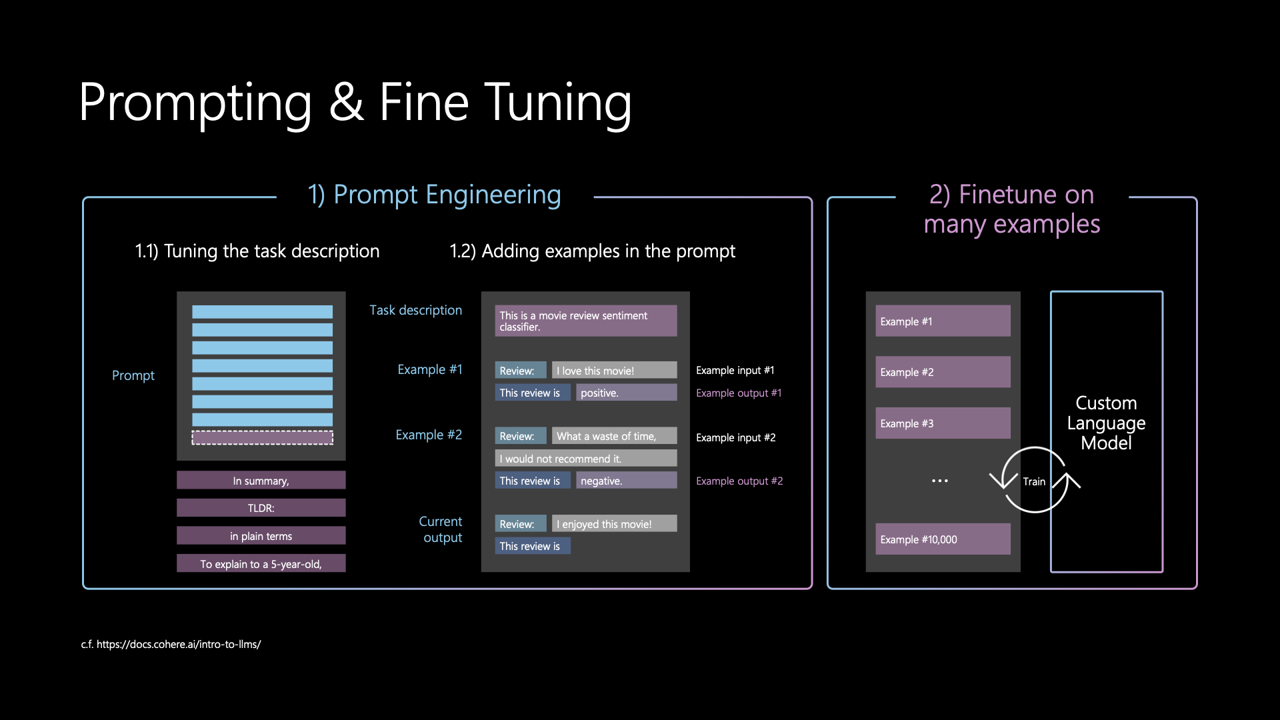 Prompting & Fine Tuning
1) Prompt Engineering
1.1) Tuning the task description
Prompt
In summary,
TLDR:
in plain terms
To explain to a 5-year-old,
1.2) Adding examples in the prompt
Task description
This is a movie review sentiment
classifier.
Example #1
Review: I love this movie!
Example input #1
This review is positive.
Example output #1
Example #2
Review: What a waste of time,
Example input #2
I would not recommend it.
This review is negative.
Example output #2
Current
output
Review: I enjoyed this movie!
This review is
2) Finetune on
many examples
Example #1
Example #2
Example #3
...
Example #10,000
Train
Custom
Language
Model
c.f. https://docs.cohere.ai/intro-to-llms/